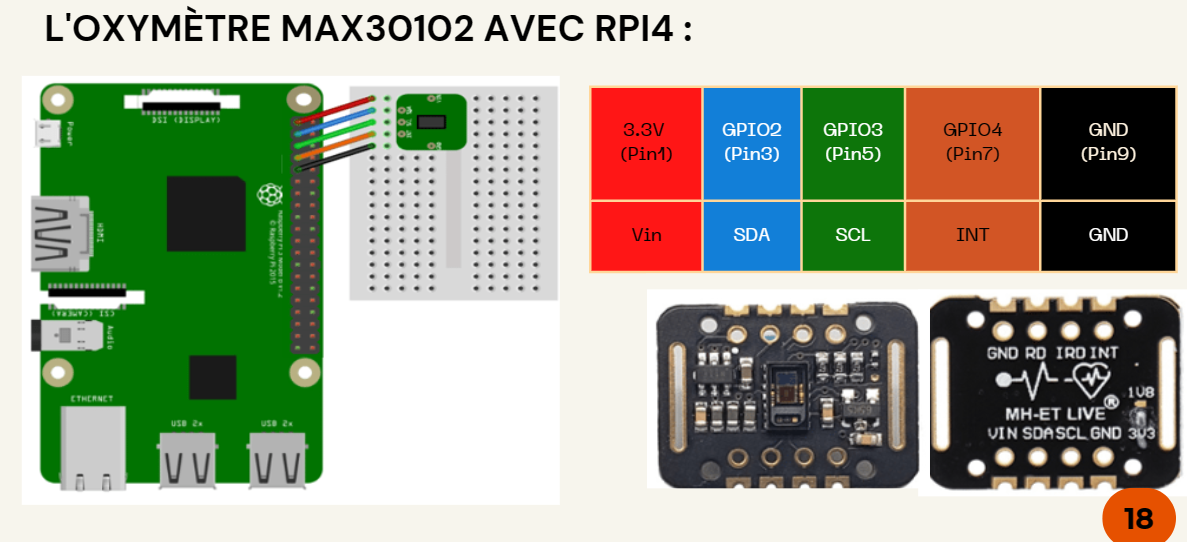 L'OXYMÈTRE MAX30102 AVEC RPI4 :
DSI (DISPLAY)
Power
HDMI
CSI (CAMERA)
Audio
ETHERNET
USB 2x
USB 2x
© Raspberry Pi 2015
3.3V
(Pin1)
GPIO2
(Pin3)
GPIO3
(Pin5)
GPIO4
(Pin7)
GND
(Pin9)
Vin
SDA
SCL
INT
GND
GND RD IRD INT
®
1V8
MH-ET LIVE
VIN SDA SCL GND 3V3
18